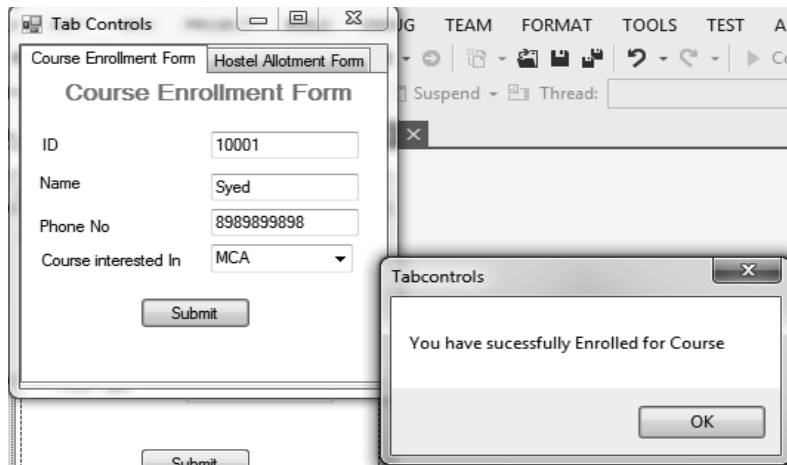 Tab Controls
Course Enrollment Form
Hostel Allotment Form
Course Enrollment Form
ID
10001
Name
Syed
Phone No
8989899898
Course interested In
MCA
Submit
TEAM FORMAT TOOLS TEST
Suspend Thread:
Tabcontrols
You have sucessfully Enrolled for Course
OK
Submit